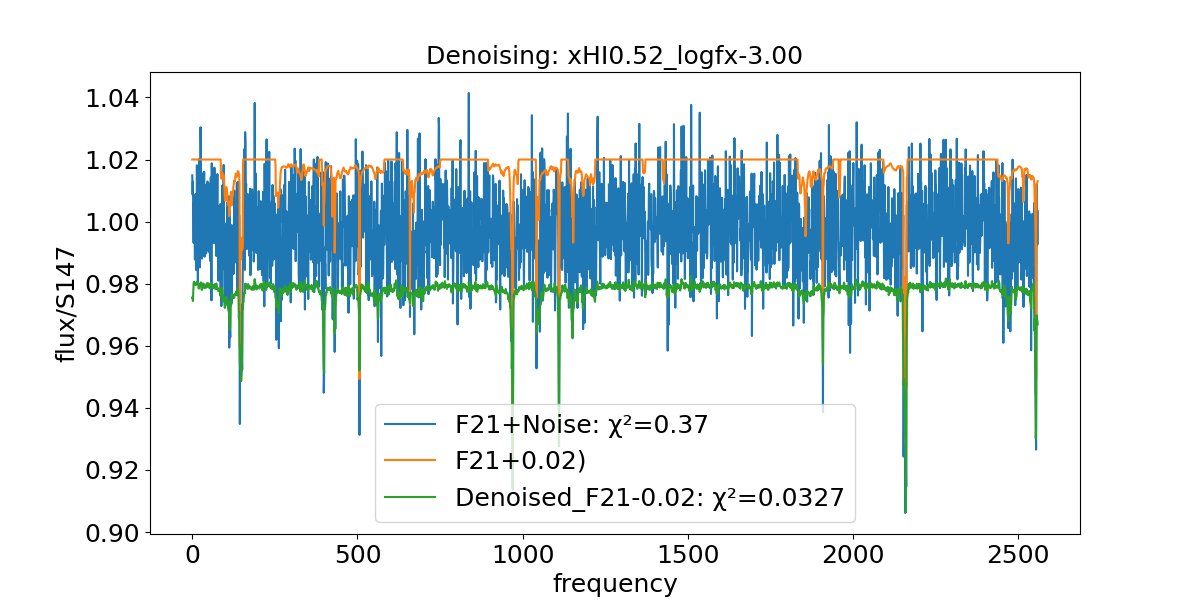 Denoising: xHI0.52_logfx-3.00
flux/S147
1.04
1.02
1.00
0.98
0.96
0.94
0.92
0.90
F21+Noise: χ²=0.37
F21+0.02)
Denoised_F21-0.02: χ²=0.0327
0
500
1000
1500
2000
2500
frequency